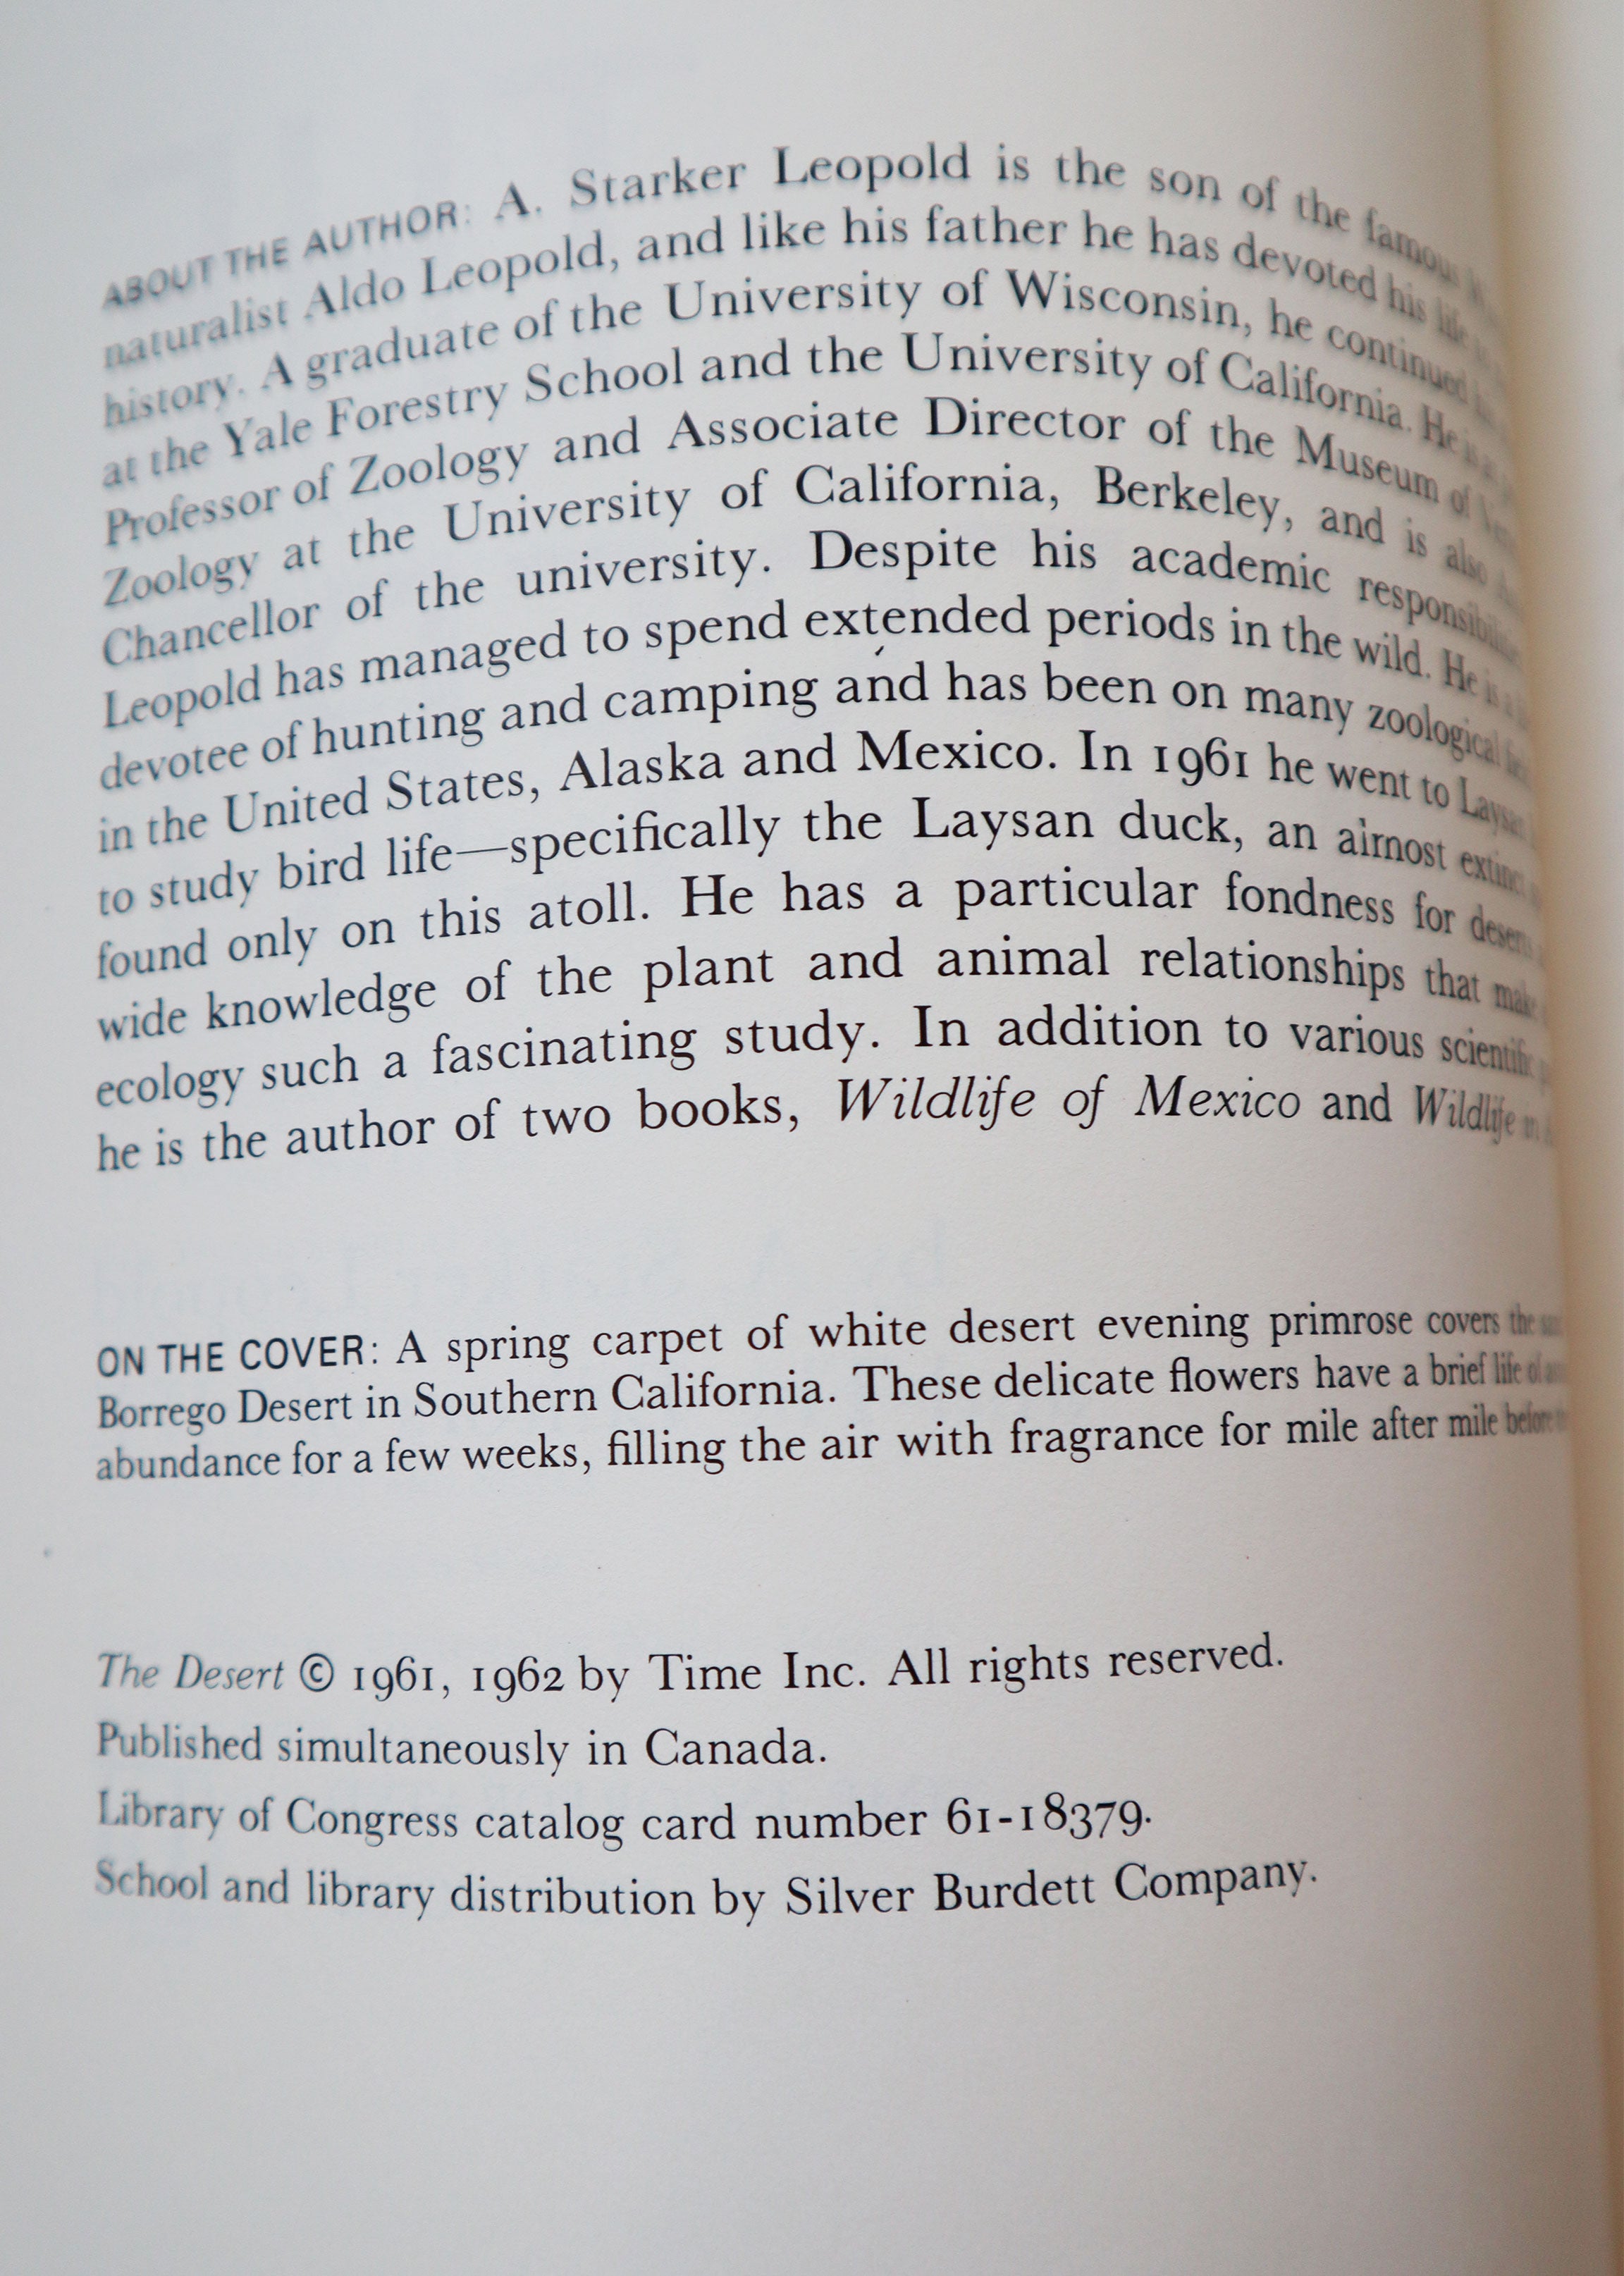 ABOUT THE AUTHOR: A. Starker Leopold is the son of the famous
naturalist Aldo Leopold, and like his father he has devoted his life
history. A graduate of the University of Wisconsin, he continued
at the Yale Forestry School and the University of California. He is a
Professor of Zoology and Associate Director of the Museum of
Zoology at the University of California, Berkeley, and is also
Chancellor of the university. Despite his academic
Leopold has managed to spend extended periods in the wild. He is a
devotee of hunting and camping and has been on many zoological
in the United States, Alaska and Mexico. In 1961 he went to Laysan
to study bird life—specifically the Laysan duck, an almost extinct
found only on this atoll. He has a particular fondness for
wide knowledge of the plant and animal relationships that make
ecology such a fascinating study. In addition to various scientific
he is the author of two books, Wildlife of Mexico and Wildlife in
ON THE COVER: A spring carpet of white desert evening primrose covers the
Borrego Desert in Southern California. These delicate flowers have a brief life of
abundance for a few weeks, filling the air with fragrance for mile after mile before
The Desert © 1961, 1962 by Time Inc. All rights reserved.
Published simultaneously in Canada.
Library of Congress catalog card number 61-18379.
School and library distribution by Silver Burdett Company.